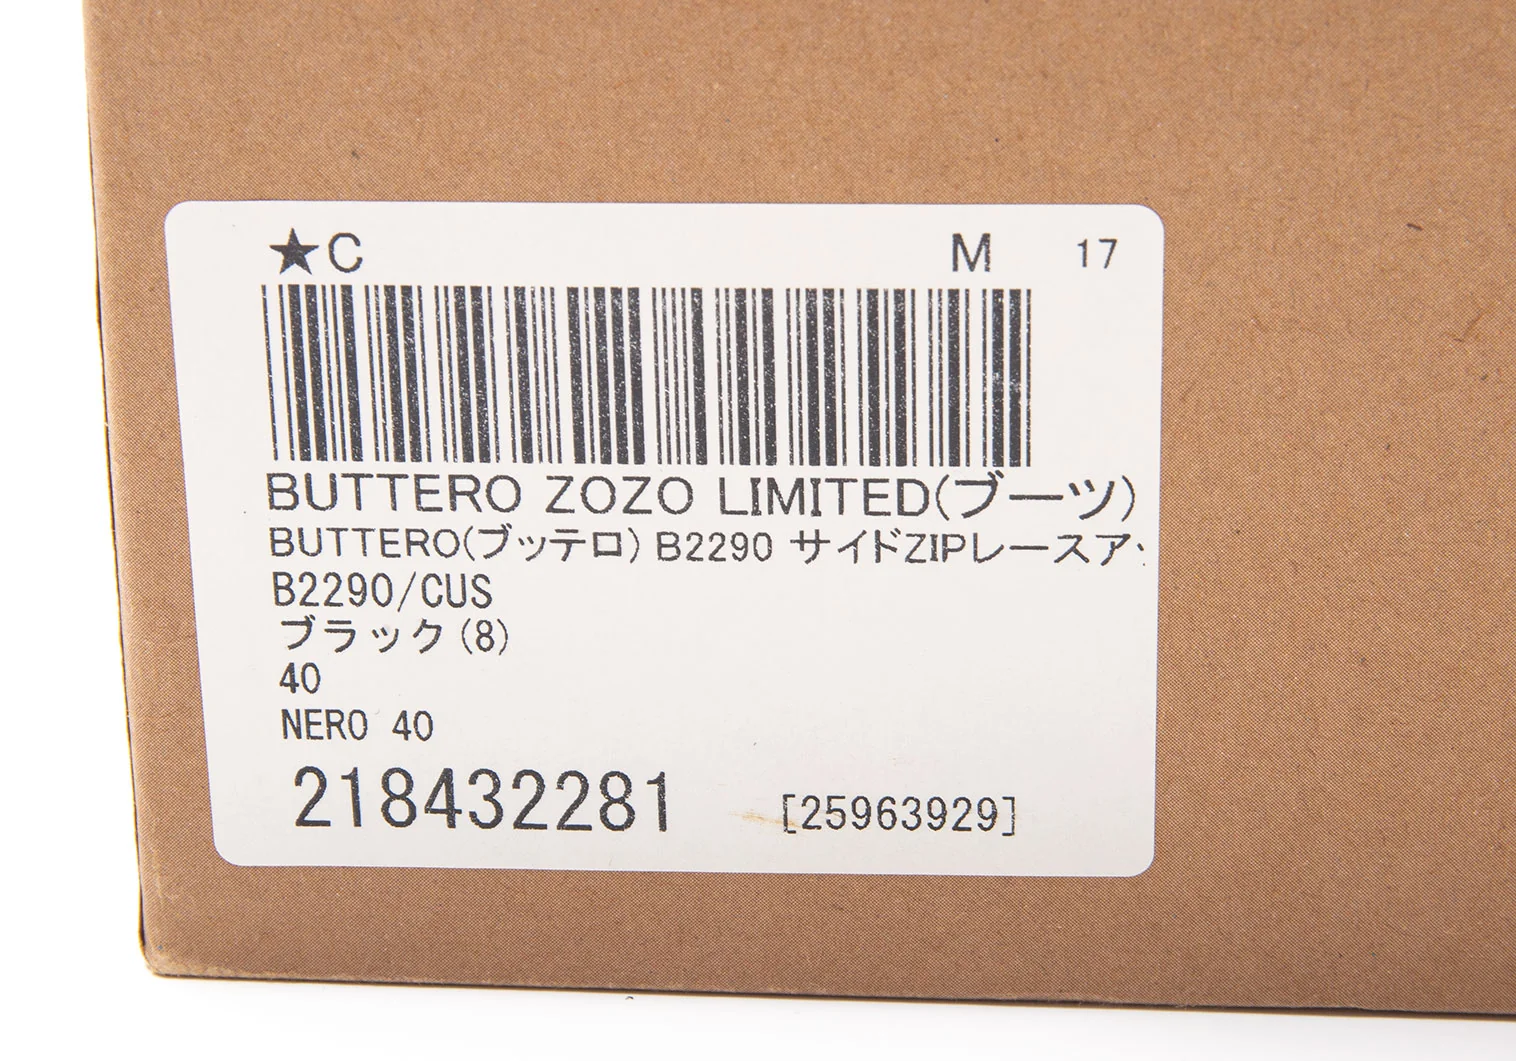 ★C M 17
BUTTERO ZOZO LIMITED(ブーツ)
BUTTERO(ブッテロ) B2290 サイドZIPレースア
B2290/CUS
ブラック(8)
40
NERO 40
218432281 [25963929]